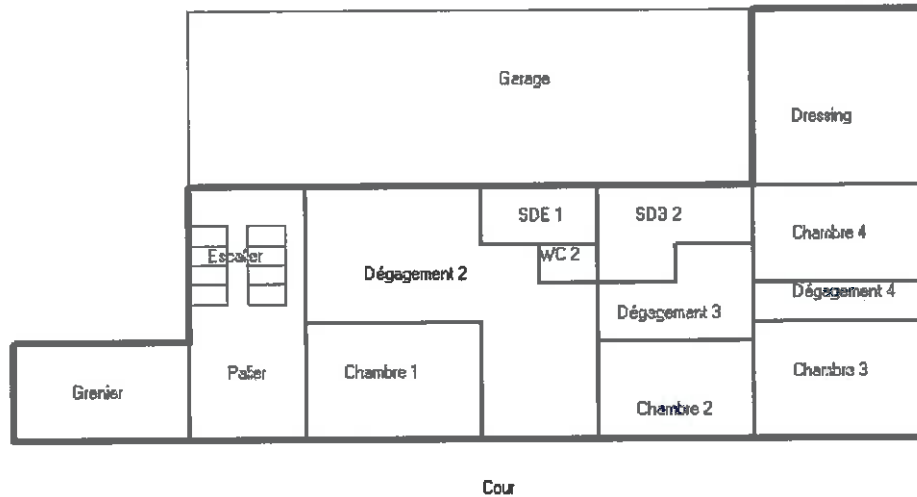 Garage
Dressing
SDE 1
SDB 2
Chambre 4
Escalier
WC 2
Dégagement 2
Dégagement 4
Dégagement 3
Grenier
Palier
Chambre 1
Chambre 3
Chambre 2
Cour